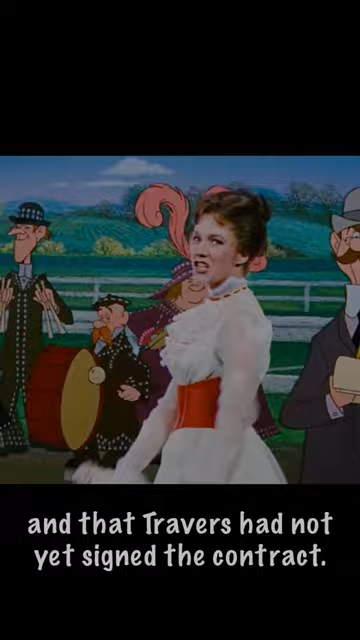 and that Travers had not
yet signed the contract.